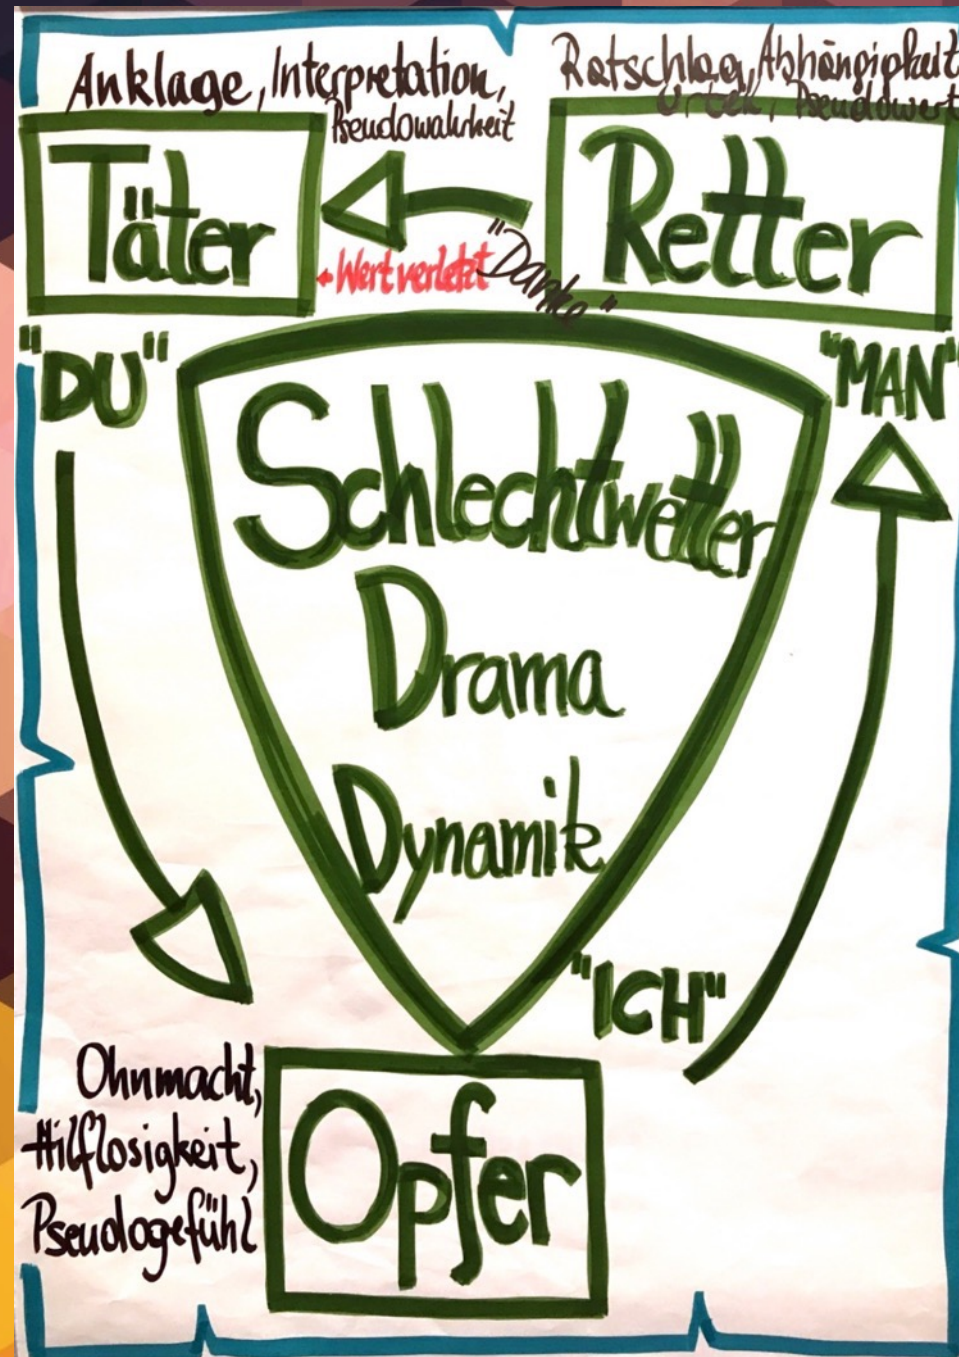 Anklage, Interpretation,
Pseudowahrheit
Ratschlag, Abhängigkeit
Urteil, Pseudowert
Täter
Retter
Wert verletzt
"Danke"
"DU"
"MAN"
Schlechtwetter
Drama
Dynamik
"ICH"
Ohnmacht,
Hilflosigkeit,
Pseudogefühl
Opfer